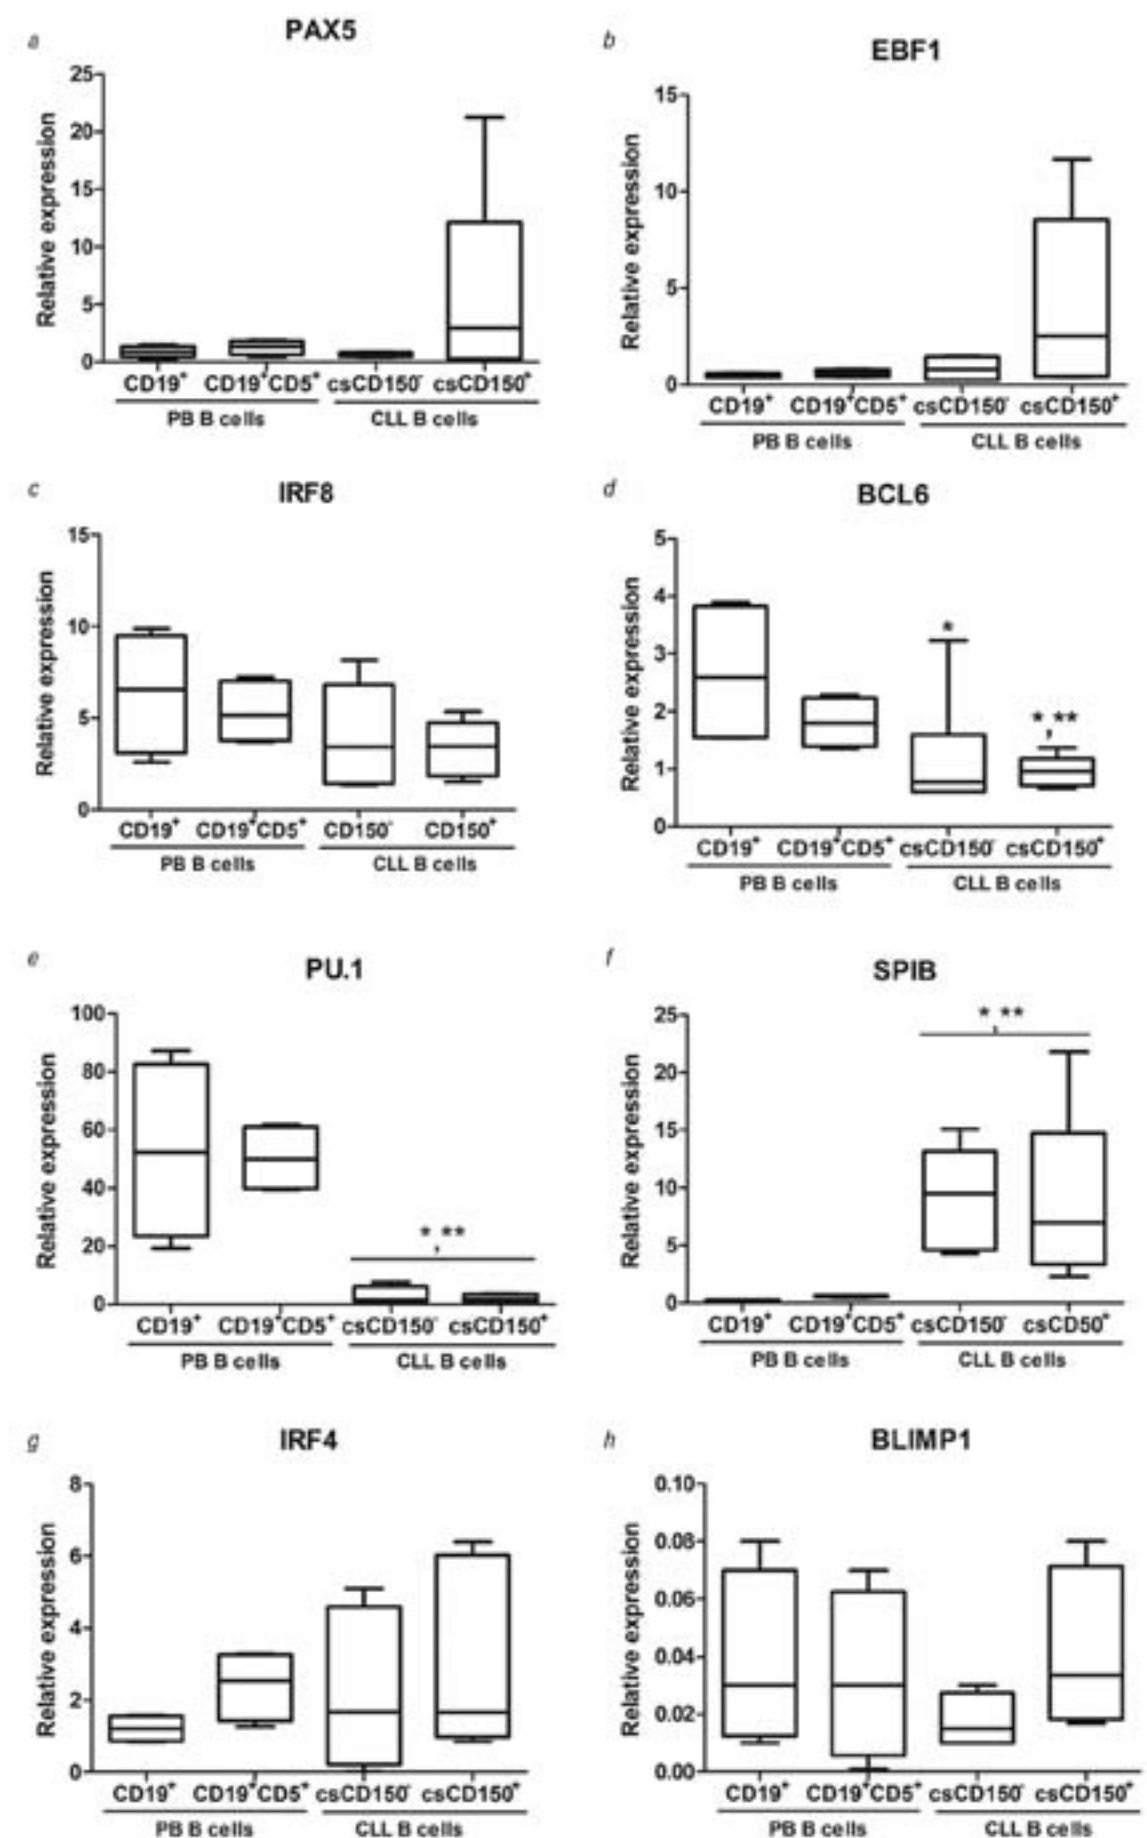 a
PAX5
Relative expression
25
20
15
10
5
0
CD19+ CD19+CD5+ csCD150- csCD150+
PB B cells CLL B cells
b
EBF1
Relative expression
15
10
5
0
CD19+ CD19+CD5+ csCD150- csCD150+
PB B cells CLL B cells
c
IRF8
Relative expression
15
10
5
0
CD19+ CD19+CD5+ CD150- CD150+
PB B cells CLL B cells
d
BCL6
Relative expression
5
4
3
2
1
0
*
*,**
CD19+ CD19+CD5+ csCD150- csCD150+
PB B cells CLL B cells
e
PU.1
Relative expression
100
80
60
40
20
0
*,**
CD19+ CD19+CD5+ csCD150- csCD150+
PB B cells CLL B cells
f
SPIB
Relative expression
25
20
15
10
5
0
*,**
CD19+ CD19+CD5+ csCD150- csCD50+
PB B cells CLL B cells
g
IRF4
Relative expression
8
6
4
2
0
CD19+ CD19+CD5+ csCD150- csCD150+
PB B cells CLL B cells
h
BLIMP1
Relative expression
0.10
0.08
0.06
0.04
0.02
0.00
CD19+ CD19+CD5+ csCD150- csCD150+
PB B cells CLL B cells